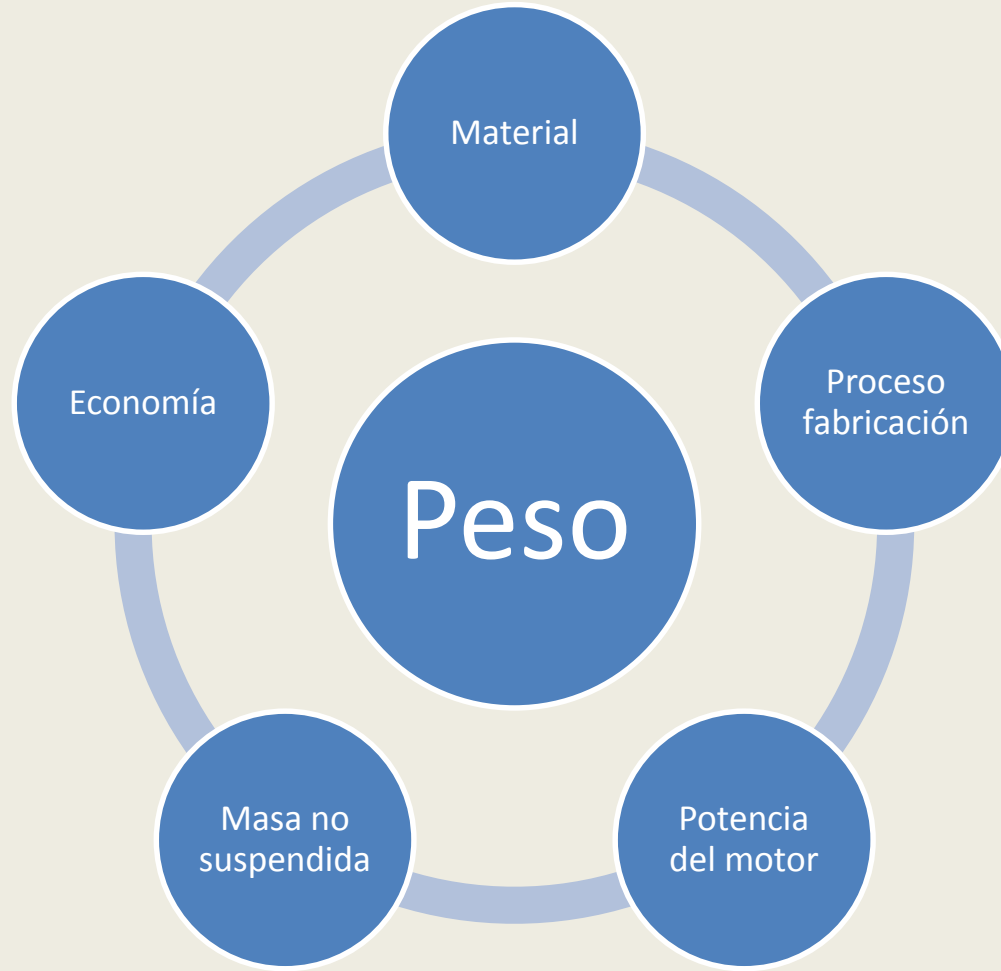 Material
Proceso
fabricación
Potencia
del motor
Masa no
suspendida
Economía
Peso